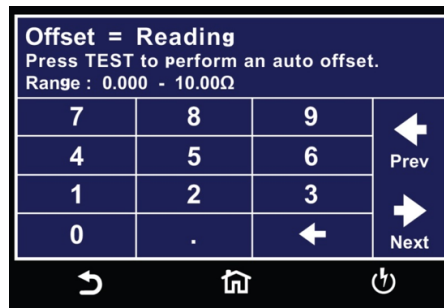 Offset = Reading
Press TEST to perform an auto offset.
Range : 0.000 - 10.00Ω
7 8 9
4 5 6 Prev
1 2 3
0 . Next